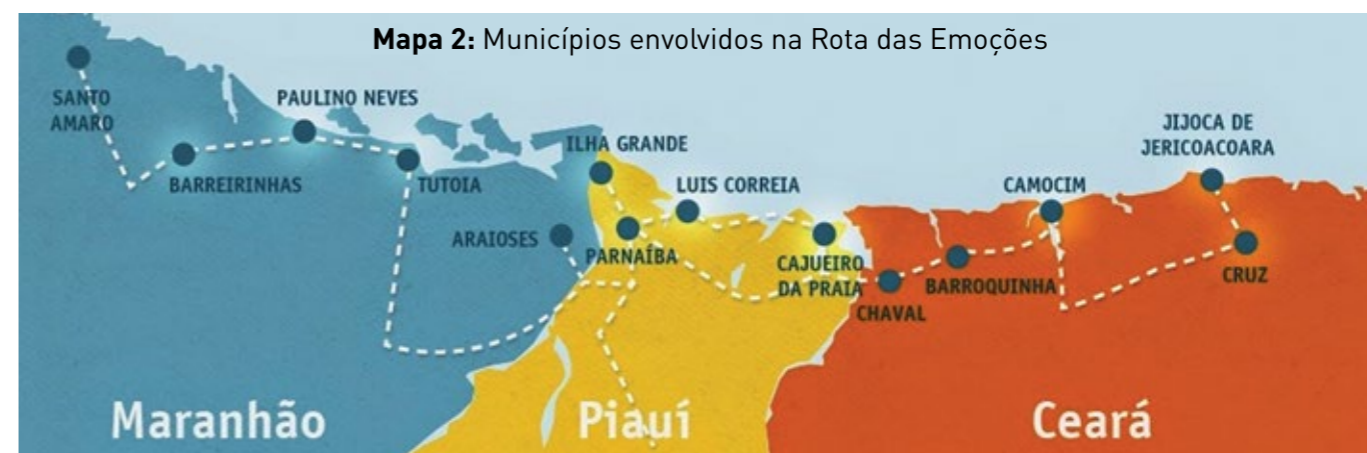 Mapa 2: Municípios envolvidos na Rota das Emoções
SANTO
AMARO
BARREIRINHAS
PAULINO NEVES
TUTOIA
ARAIOSES
ILHA GRANDE
PARNAÍBA
LUIS CORREIA
CAJUEIRO
DA PRAIA
CHAVAL
BARROQUINHA
CAMOCIM
JIJOCA DE
JERICOACOARA
CRUZ
Maranhão
Piauí
Ceará